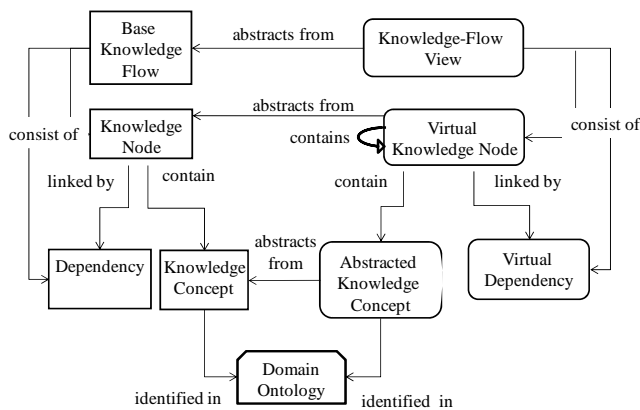 Base
Knowledge
Flow
abstracts from
Knowledge-Flow
View
abstracts from
consist of
Knowledge
Node
contains
Virtual
Knowledge Node
consist of
linked by
contain
contain
linked by
Dependency
Knowledge
Concept
abstracts
from
Abstracted
Knowledge
Concept
Virtual
Dependency
Domain
Ontology
identified in
identified in